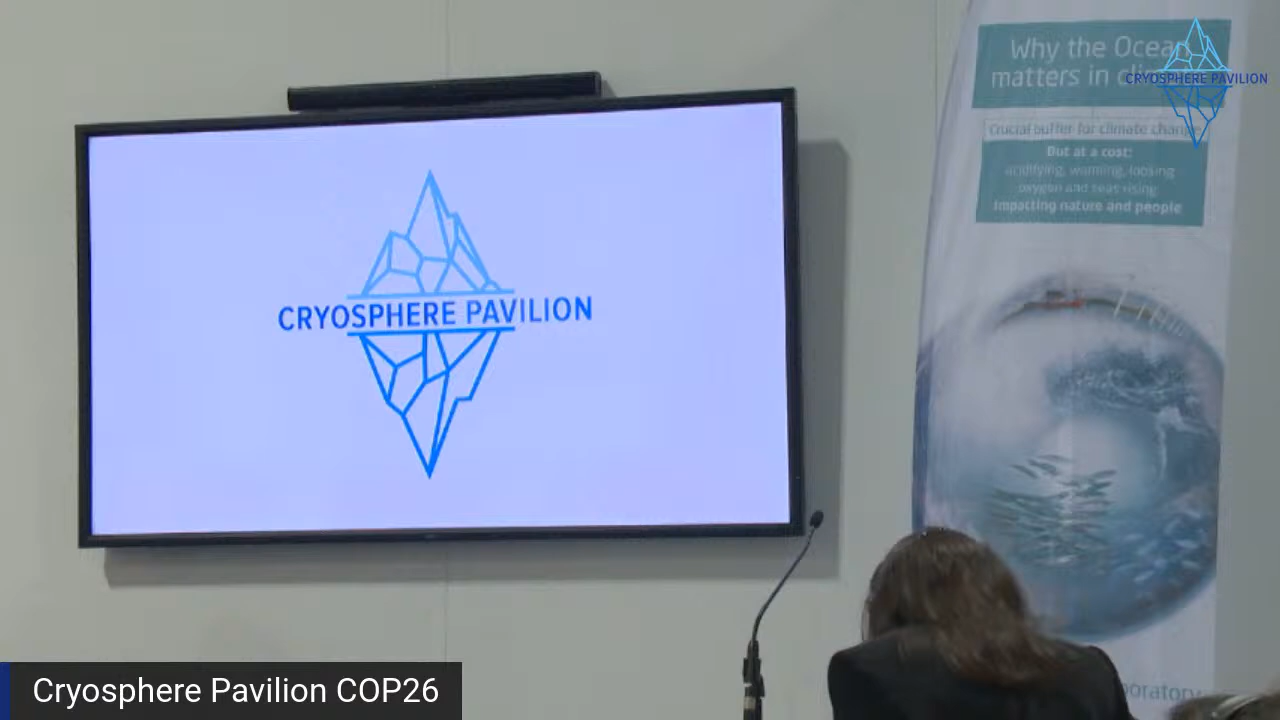 CRYOSPHERE PAVILION
Why the Ocean
matters in
CRYOSPHERE PAVILION
Crucial buffer for climate change
But at a cost:
acidifying, warming, loosing
oxygen and seas rising
Impacting nature and people
Cryosphere Pavilion COP26